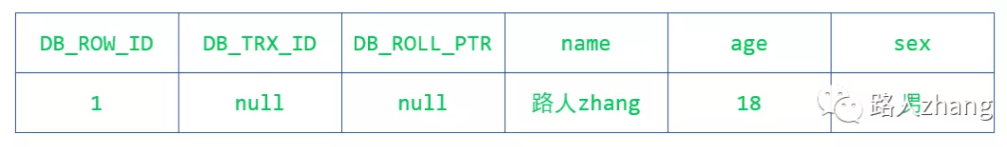 DB_ROW_ID DB_TRX_ID DB_ROLL_PTR name age sex
1 null null 路人zhang 18 男
路人zhang